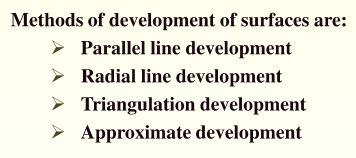 Methods of development of surfaces are:
➢ Parallel line development
➢ Radial line development
➢ Triangulation development
➢ Approximate development